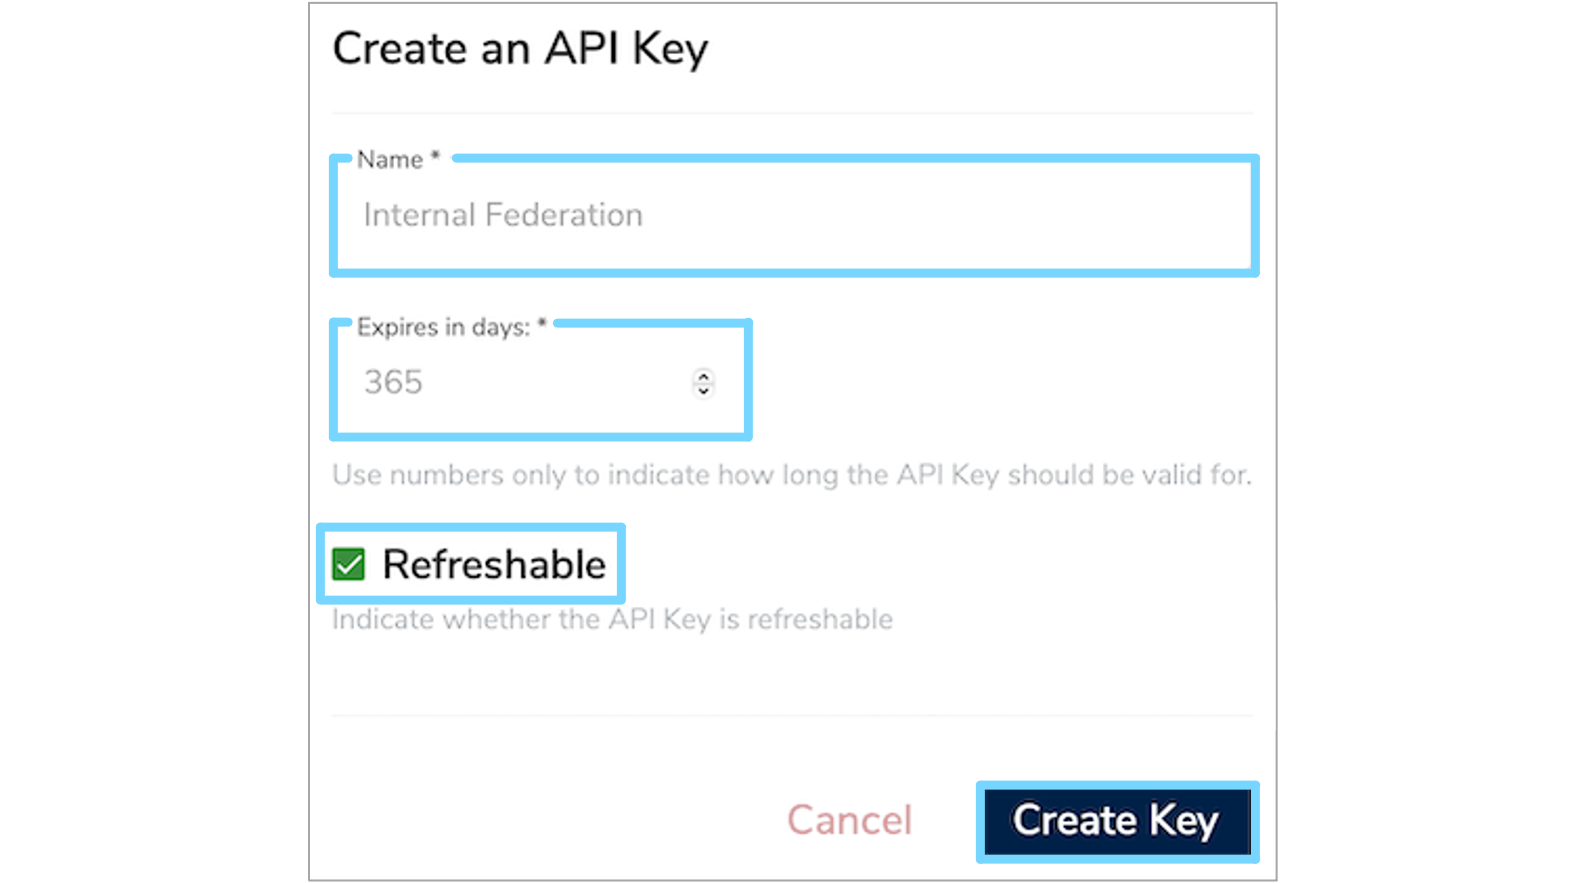 Create an API Key
Name *
Internal Federation
Expires in days: *
365
Use numbers only to indicate how long the API Key should be valid for.
Refreshable
Indicate whether the API Key is refreshable
Cancel
Create Key